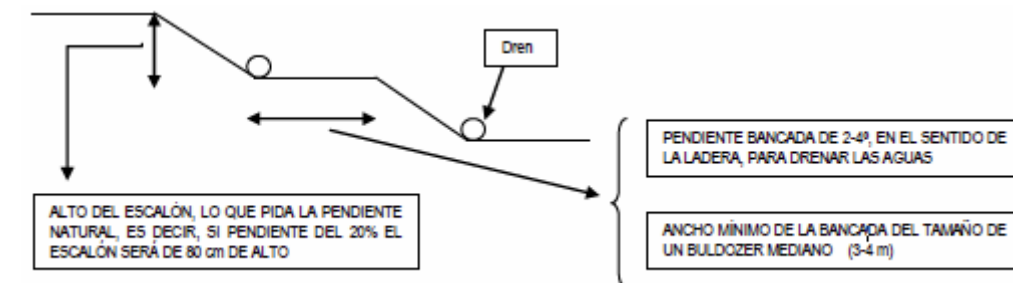 Dren
PENDIENTE BANCADA DE 2-4º, EN EL SENTIDO DE
LA LADERA, PARA DRENAR LAS AGUAS
ALTO DEL ESCALÓN, LO QUE PIDA LA PENDIENTE
NATURAL, ES DECIR, SI PENDIENTE DEL 20% EL
ESCALÓN SERÁ DE 80 cm DE ALTO
ANCHO MÍNIMO DE LA BANCADA DEL TAMAÑO DE
UN BULDOZER MEDIANO (3-4 m)